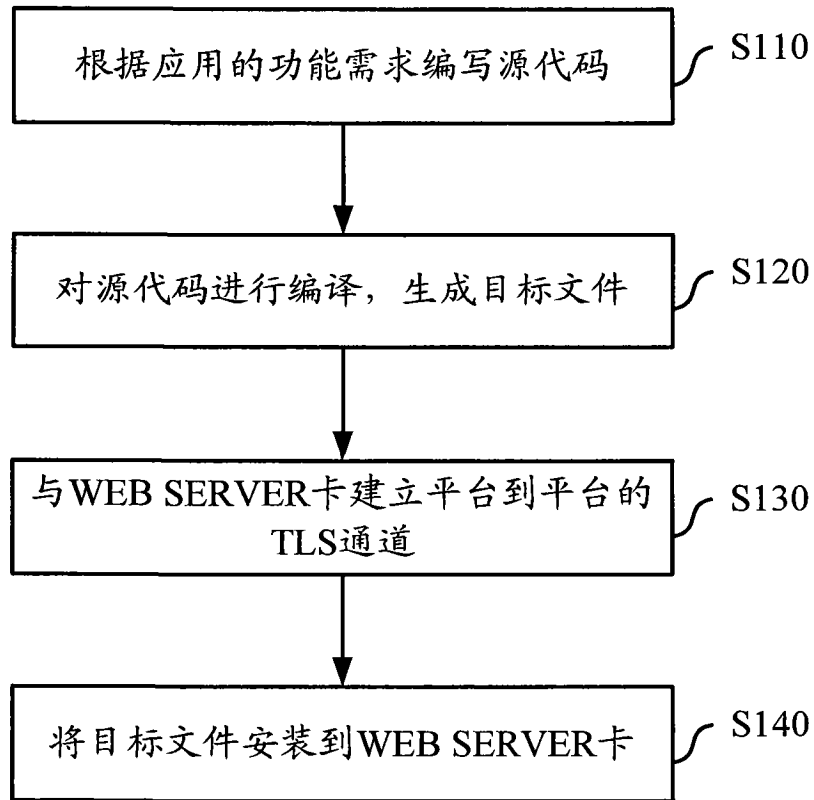 根据应用的功能需求编写源代码
S110
对源代码进行编译，生成目标文件
S120
与WEB SERVER卡建立平台到平台的
TLS通道
S130
将目标文件安装到WEB SERVER卡
S140